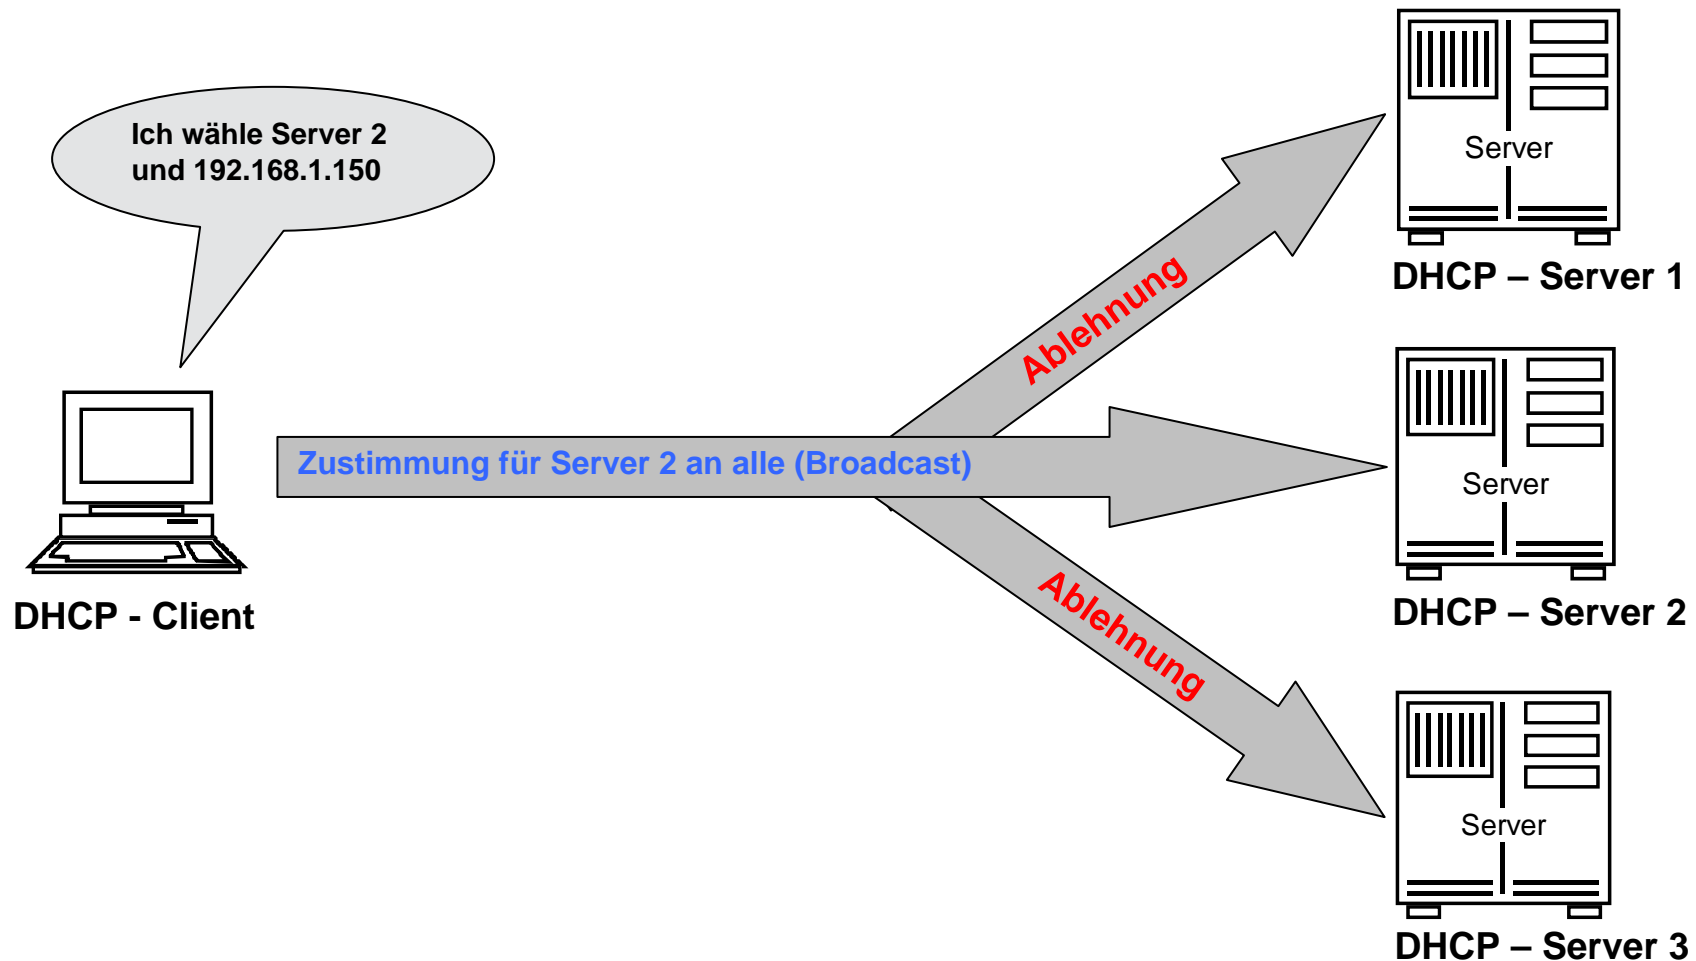 Ich wähle Server 2
und 192.168.1.150
DHCP - Client
Zustimmung für Server 2 an alle (Broadcast)
Ablehnung
Ablehnung
Server
DHCP – Server 1
Server
DHCP – Server 2
Server
DHCP – Server 3